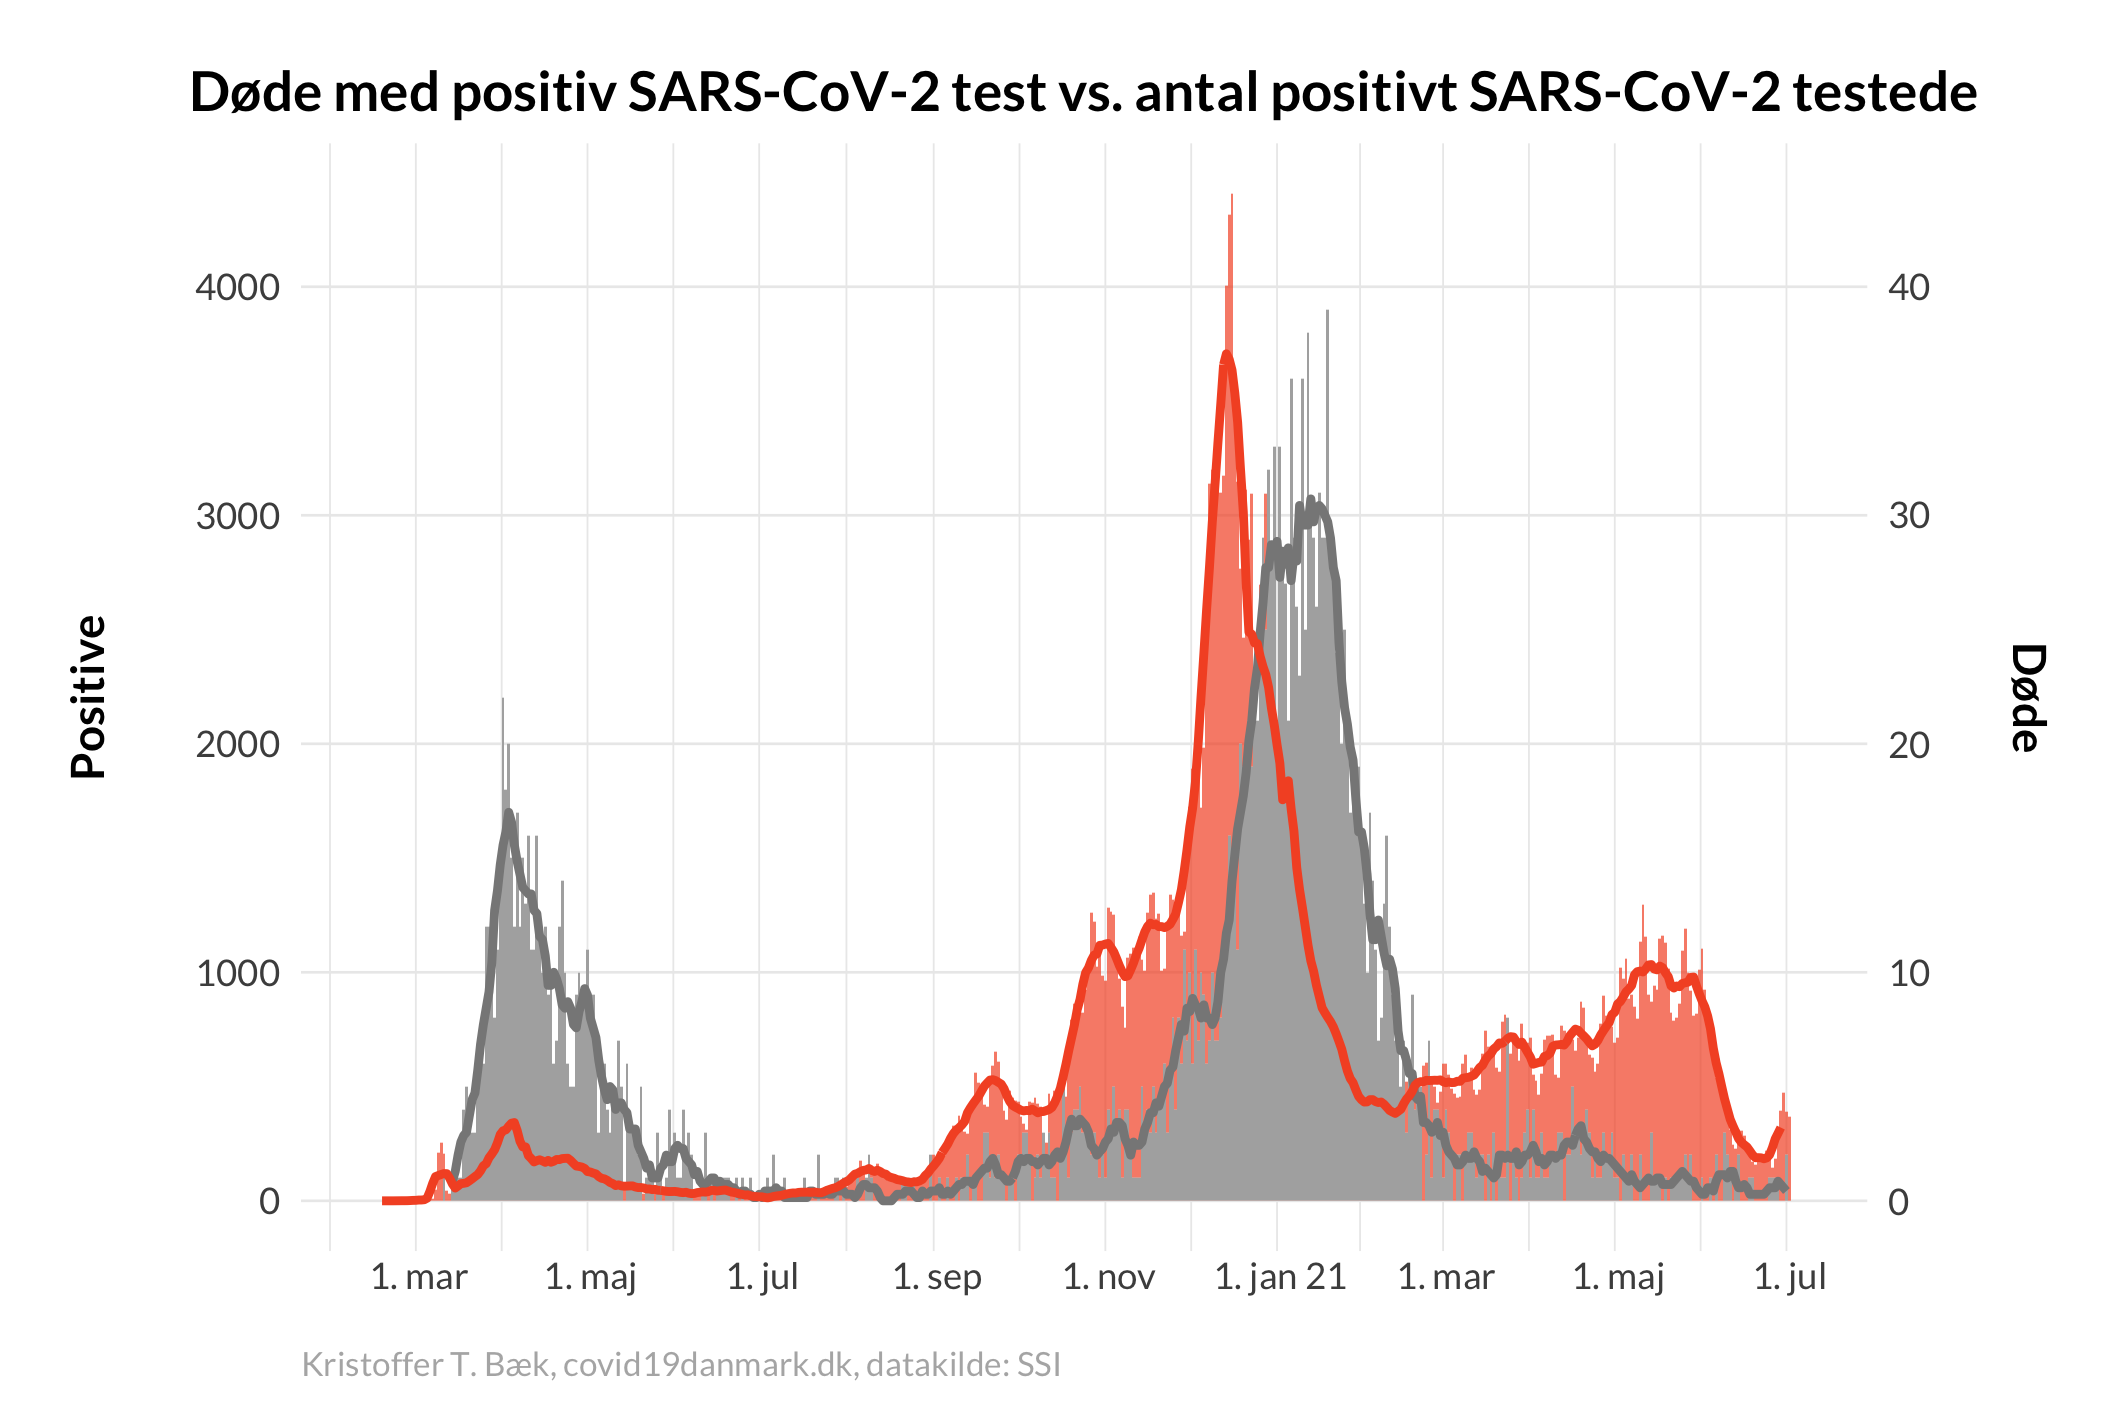 Døde med positiv SARS-CoV-2 test vs. antal positivt SARS-CoV-2 testede
Positive
4000
3000
2000
1000
0
40
30
20
10
0
Døde
1. mar 1. maj 1. jul 1. sep 1. nov 1. jan 21 1. mar 1. maj 1. jul
Kristoffer T. Bæk, covid19danmark.dk, datakilde: SSI